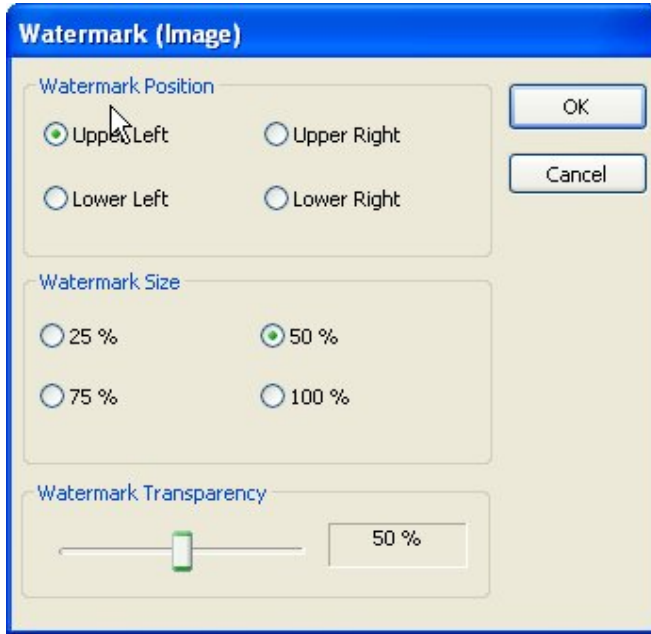 Watermark (Image)
Watermark Position
Upper Left
Upper Right
Lower Left
Lower Right
OK
Cancel
Watermark Size
25 %
50 %
75 %
100 %
Watermark Transparency
50 %